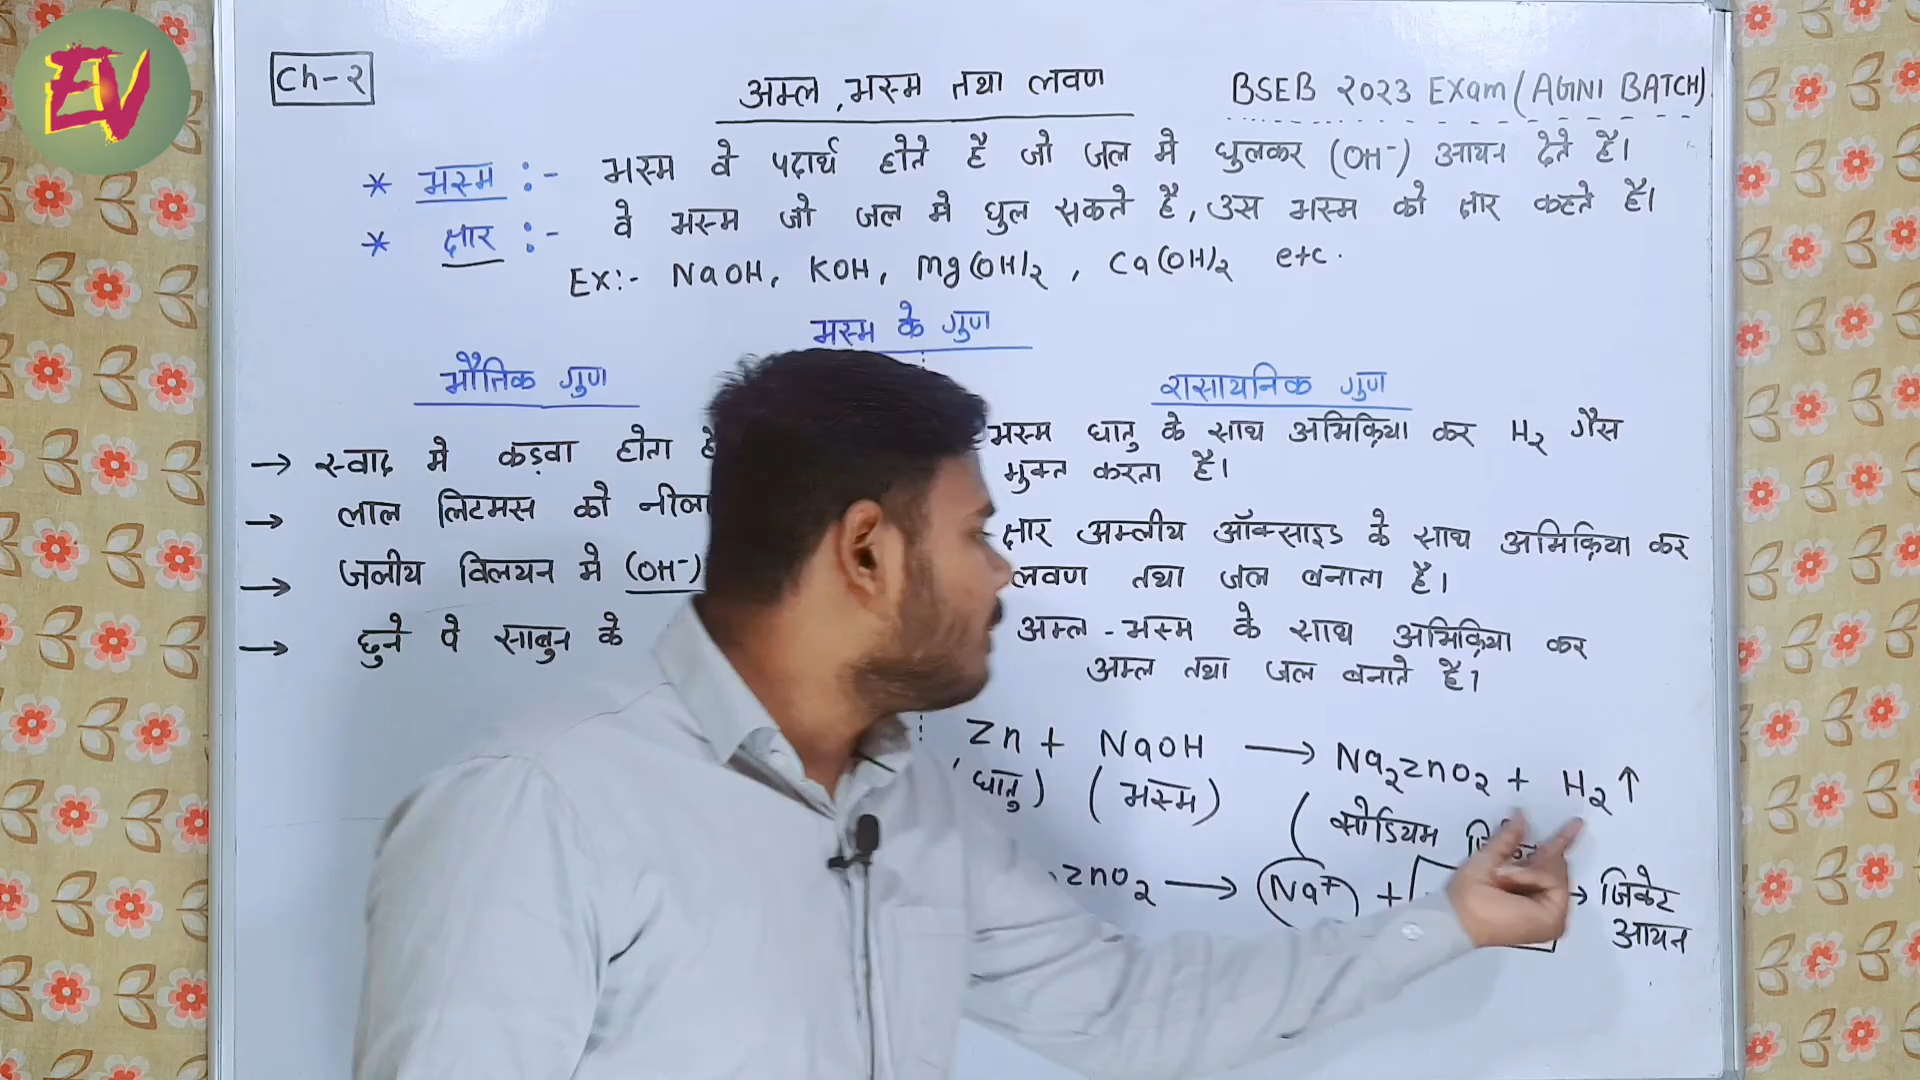 EV
Ch-२
अम्ल, भस्म तथा लवण
BSEB २०२३ Exam (AGNI BATCH)
* भस्म :- भस्म वे पदार्थ होते है जो जल मे धुलकर (OH⁻) आयन देते है।
* क्षार :- वे भस्म जो जल मे धुल सकते है, उस भस्म को क्षार कहते है।
Ex:- NaOH, KOH, Mg(OH)₂, Ca(OH)₂ etc.
भस्म के गुण
भौतिक गुण
→ स्वाद मे कड़वा होता
→ लाल लिटमस को नीला
→ जलीय विलयन मे (OH⁻)
→ छुने पे साबुन के
रासायनिक गुण
भस्म धातु के साथ अभिक्रिया कर H₂ गैस
मुक्त करता है।
क्षार अम्लीय ऑक्साइड के साथ अभिक्रिया कर
लवण तथा जल बनाता है।
अम्ल - भस्म के साथ अभिक्रिया कर
अम्ल तथा जल बनाते है।
Zn + NaOH → Na₂ZnO₂ + H₂↑
(धातु) (भस्म) (सोडियम
ZnO₂ → Na⁺ + → जिंकेट
आयन